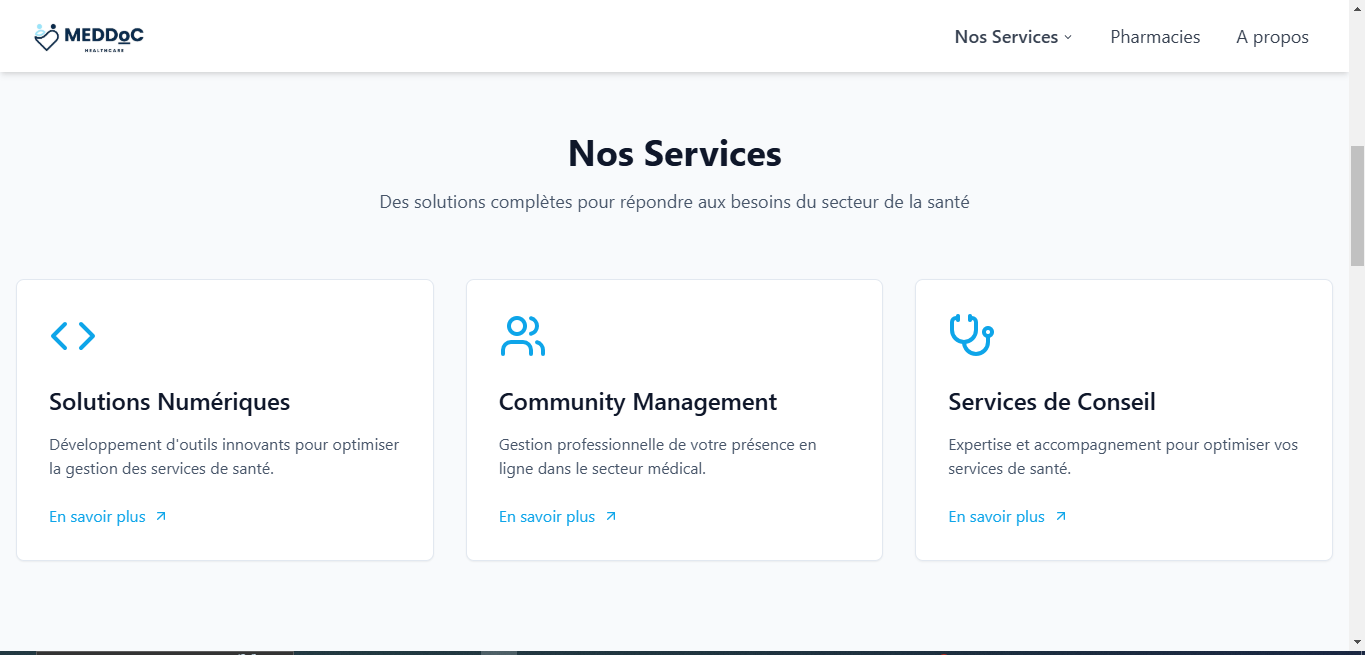 MEDDoC
HEALTHCARE
Nos Services
Pharmacies
A propos
Nos Services
Des solutions complètes pour répondre aux besoins du secteur de la santé
Solutions Numériques
Développement d'outils innovants pour optimiser
la gestion des services de santé.
En savoir plus
Community Management
Gestion professionnelle de votre présence en
ligne dans le secteur médical.
En savoir plus
Services de Conseil
Expertise et accompagnement pour optimiser vos
services de santé.
En savoir plus